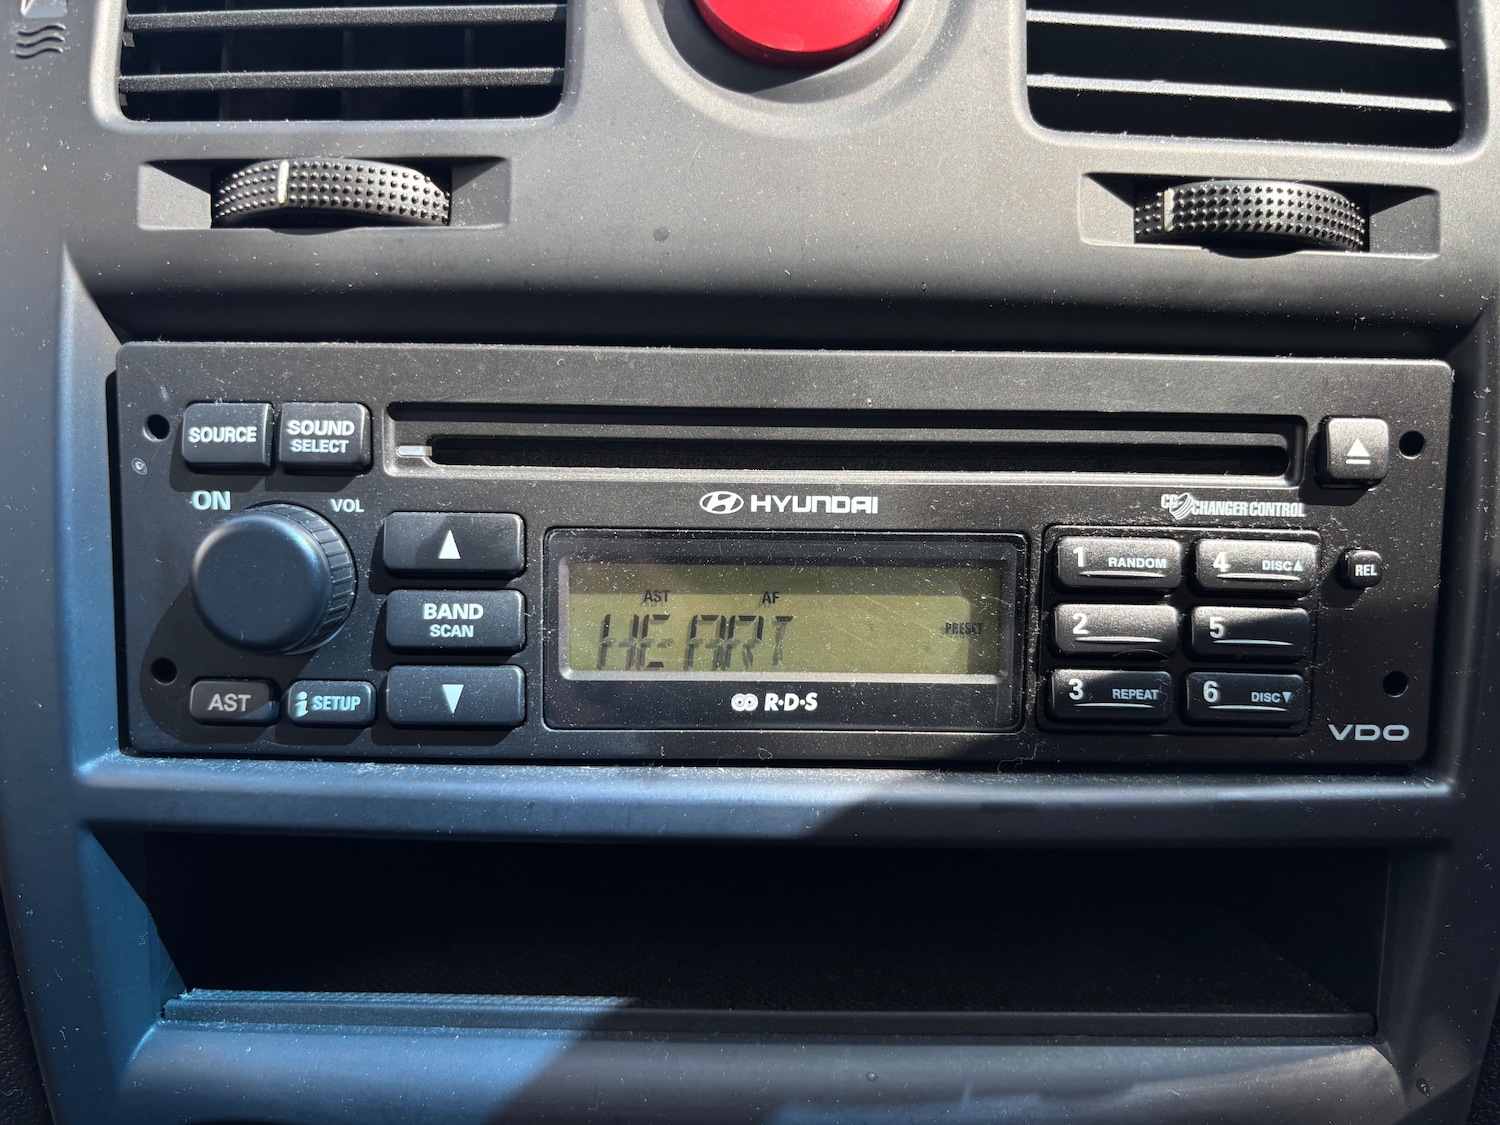 SOURCE
SOUND
SELECT
ON
VOL
HYUNDAI
CD CHANGER CONTROL
BAND
SCAN
AST
AF
HEART
PRESET
1 RANDOM
4 DISC▲
REL
2
5
3 REPEAT
6 DISC▼
AST
i SETUP
R·D·S
VDO